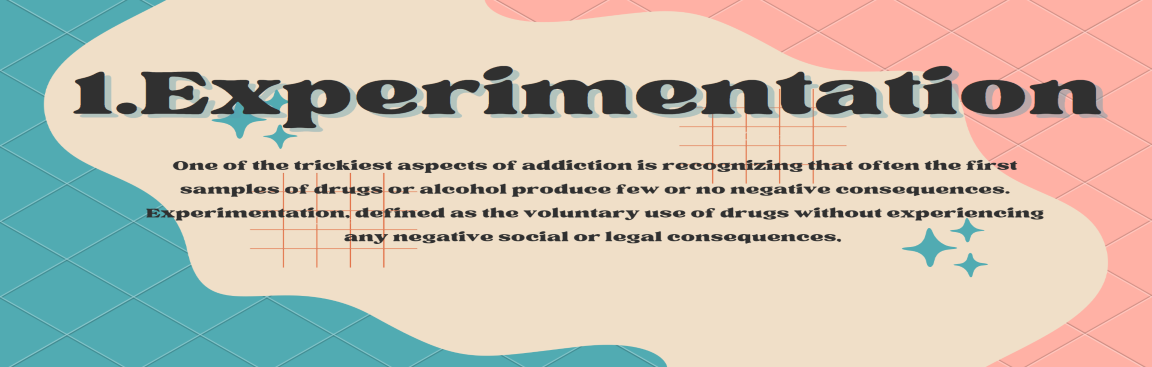 1.Experimentation
One of the trickiest aspects of addiction is recognizing that often the first
samples of drugs or alcohol produce few or no negative consequences.
Experimentation, defined as the voluntary use of drugs without experiencing
any negative social or legal consequences,